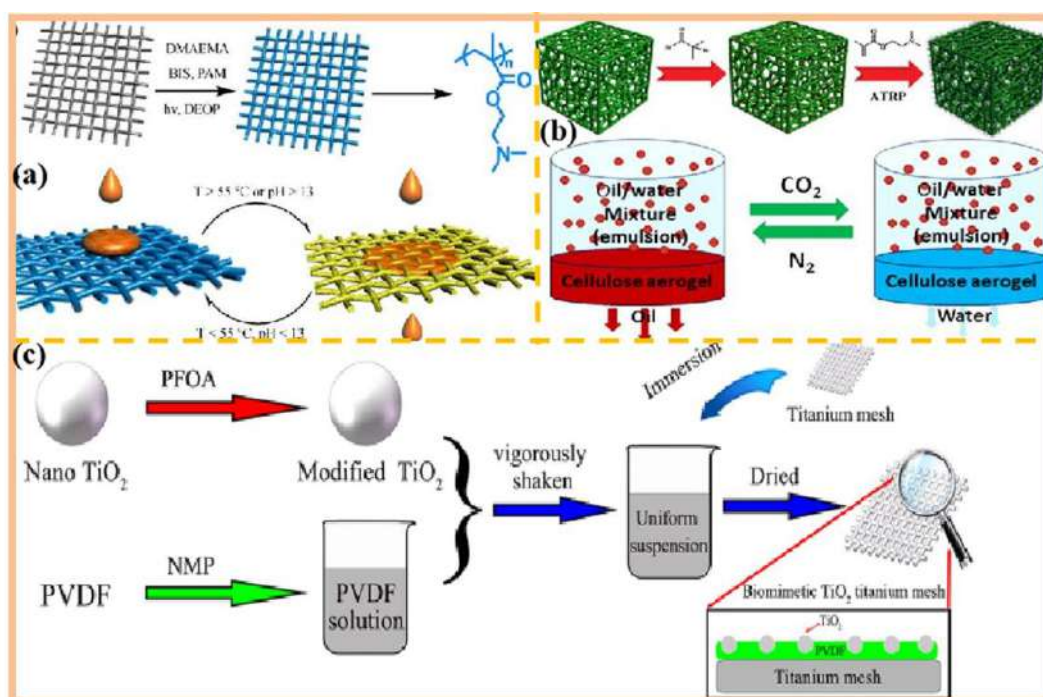 DMAEMA
BIS, PAM
hv, DEOP
n
O
O
N
(a)
T > 55 °C or pH > 13
T < 55 °C, pH < 13
ATRP
(b)
Oil/water
Mixture
(emulsion)
Cellulose aerogel
Oil
CO2
N2
Oil/water
Mixture
(emulsion)
Cellulose aerogel
Water
(c)
Nano TiO2
PFOA
Modified TiO2
PVDF
NMP
PVDF
solution
vigorously
shaken
Uniform
suspension
Immersion
Titanium mesh
Dried
Biomimetic TiO2 titanium mesh
TiO2
PVDF
Titanium mesh